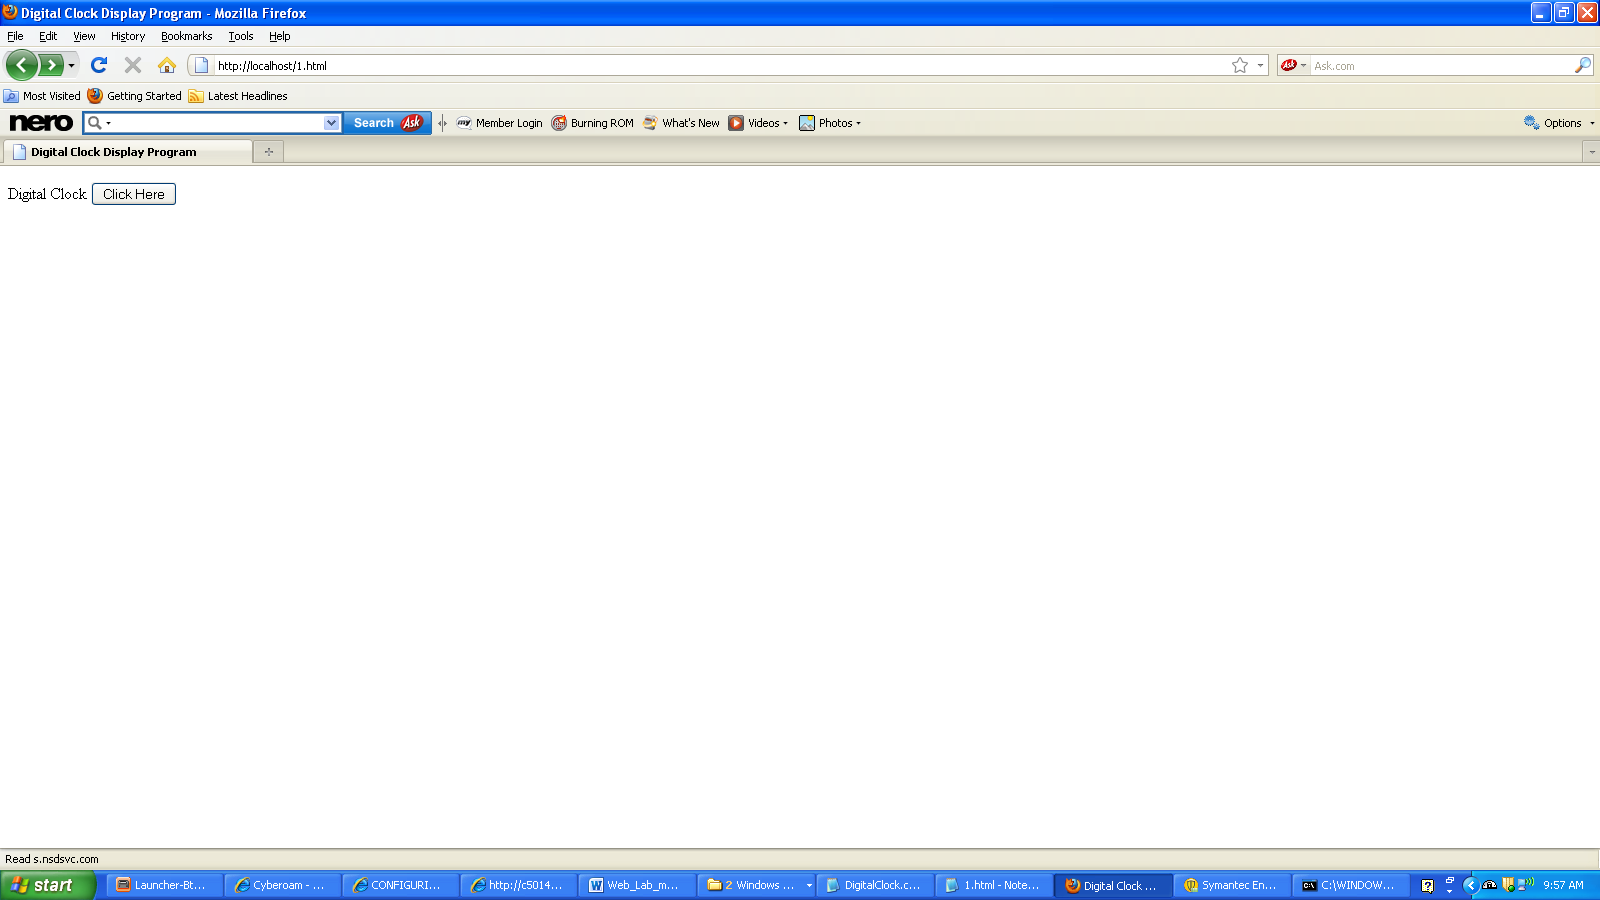 Digital Clock Display Program - Mozilla Firefox
File Edit View History Bookmarks Tools Help
http://localhost/1.html Ask Ask.com
Most Visited Getting Started Latest Headlines
nero Search Ask my Member Login Burning ROM What's New Videos Photos Options
Digital Clock Display Program
Digital Clock Click Here
Read s.nsdsvc.com
start Launcher-Bt... Cyberoam - ... CONFIGURI... http://c5014... Web_Lab_m... 2 Windows ... DigitalClock.c... 1.html - Note... Digital Clock ... Symantec En... C:\WINDOW... 9:57 AM